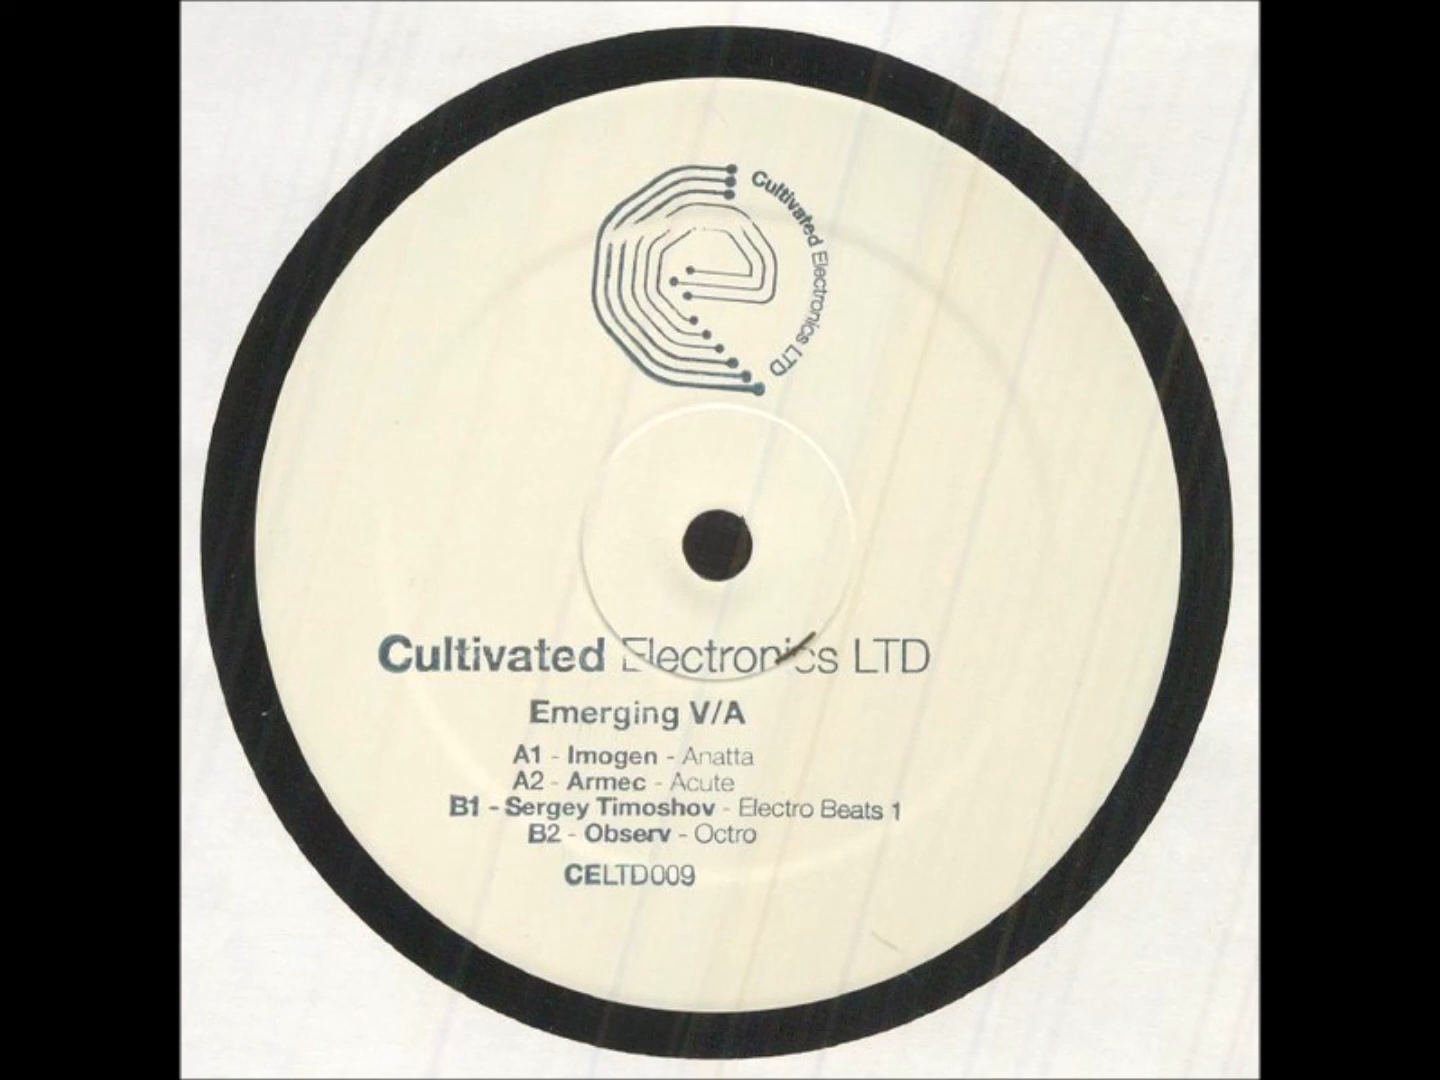 Cultivated Electronics LTD
Cultivated Electronics LTD
Emerging V/A
A1 - Imogen - Anatta
A2 - Armec - Acute
B1 - Sergey Timoshov - Electro Beats 1
B2 - Observ - Octro
CELTD009